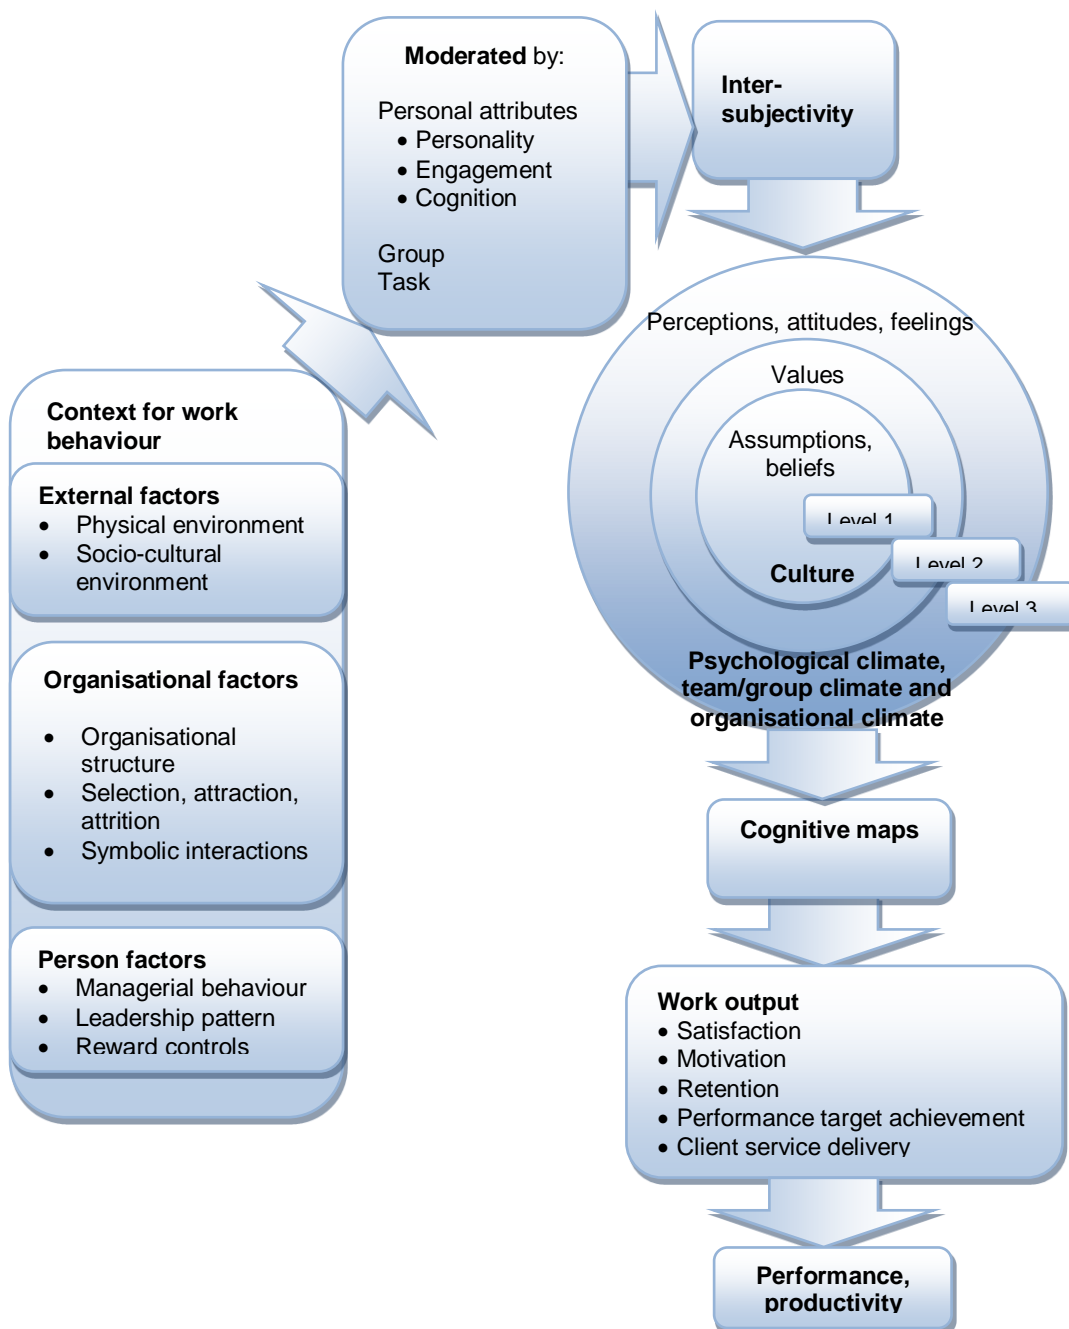 Moderated by:
Personal attributes
• Personality
• Engagement
• Cognition
Group
Task
Inter-
subjectivity
Perceptions, attitudes, feelings
Values
Assumptions,
beliefs
Level 1
Level 2
Level 3
Culture
Psychological climate,
team/group climate and
organisational climate
Context for work
behaviour
External factors
• Physical environment
• Socio-cultural
environment
Organisational factors
• Organisational
structure
• Selection, attraction,
attrition
• Symbolic interactions
Person factors
• Managerial behaviour
• Leadership pattern
• Reward controls
Cognitive maps
Work output
• Satisfaction
• Motivation
• Retention
• Performance target achievement
• Client service delivery
Performance,
productivity